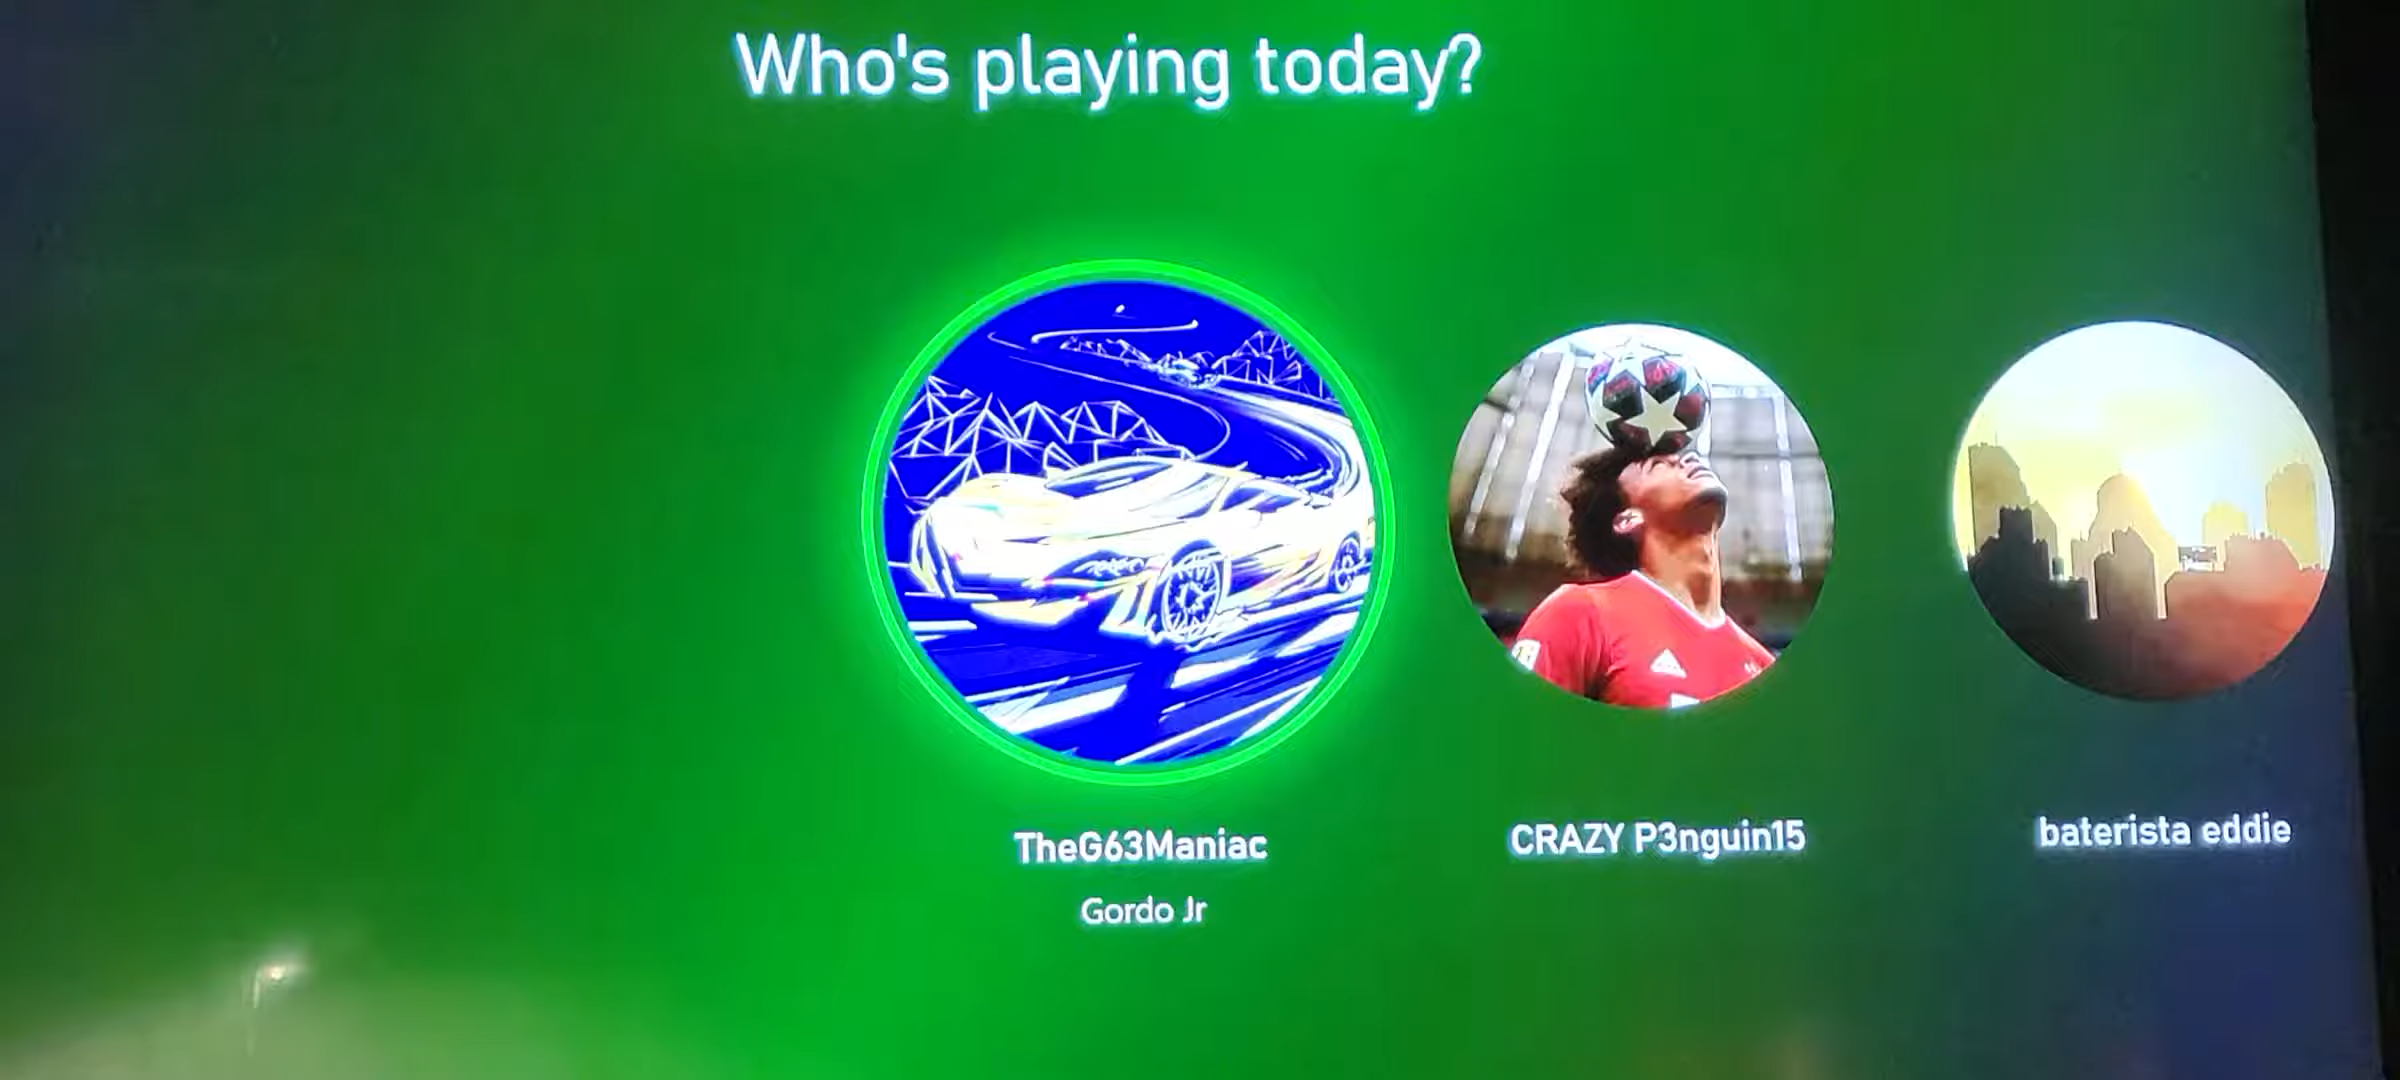 Who's playing today?
TheG63Maniac
Gordo Jr
CRAZY P3nguin15
baterista eddie